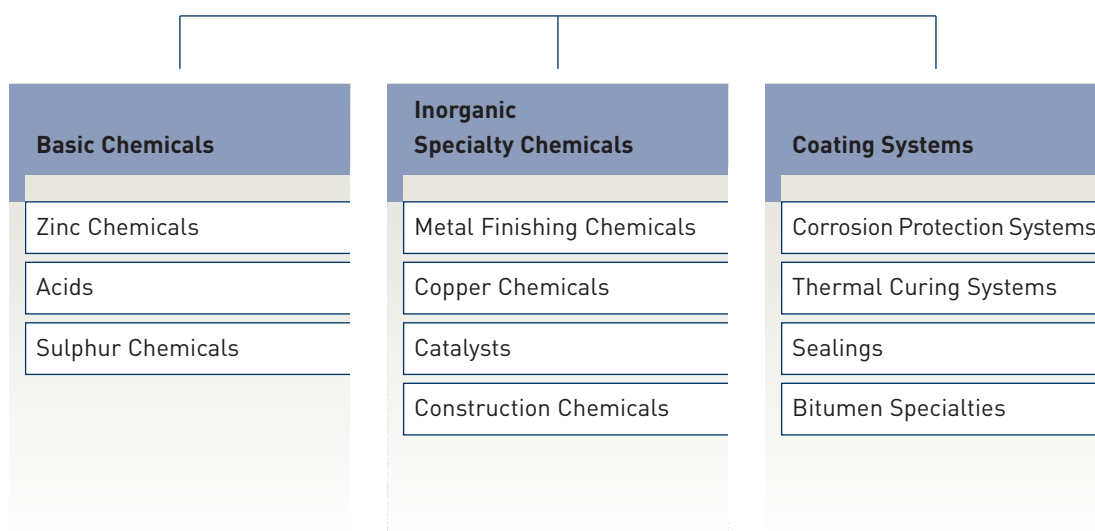 Basic Chemicals
Zinc Chemicals
Acids
Sulphur Chemicals
Inorganic
Specialty Chemicals
Metal Finishing Chemicals
Copper Chemicals
Catalysts
Construction Chemicals
Coating Systems
Corrosion Protection Systems
Thermal Curing Systems
Sealings
Bitumen Specialties